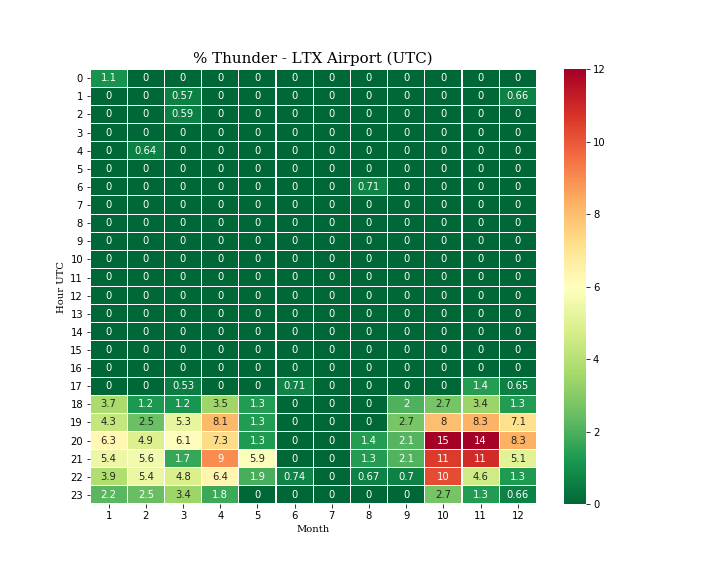 % Thunder - LTX Airport (UTC)
0 1.1 0 0 0 0 0 0 0 0 0 0 0
1 0 0 0.57 0 0 0 0 0 0 0 0 0.66
2 0 0 0.59 0 0 0 0 0 0 0 0 0
3 0 0 0 0 0 0 0 0 0 0 0 0
4 0 0.64 0 0 0 0 0 0 0 0 0 0
5 0 0 0 0 0 0 0 0 0 0 0 0
6 0 0 0 0 0 0 0 0.71 0 0 0 0
7 0 0 0 0 0 0 0 0 0 0 0 0
8 0 0 0 0 0 0 0 0 0 0 0 0
9 0 0 0 0 0 0 0 0 0 0 0 0
10 0 0 0 0 0 0 0 0 0 0 0 0
11 0 0 0 0 0 0 0 0 0 0 0 0
12 0 0 0 0 0 0 0 0 0 0 0 0
13 0 0 0 0 0 0 0 0 0 0 0 0
14 0 0 0 0 0 0 0 0 0 0 0 0
15 0 0 0 0 0 0 0 0 0 0 0 0
16 0 0 0 0 0 0 0 0 0 0 0 0
17 0 0 0.53 0 0 0.71 0 0 0 0 1.4 0.65
18 3.7 1.2 1.2 3.5 1.3 0 0 0 2 2.7 3.4 1.3
19 4.3 2.5 5.3 8.1 1.3 0 0 0 2.7 8 8.3 7.1
20 6.3 4.9 6.1 7.3 1.3 0 0 1.4 2.1 15 14 8.3
21 5.4 5.6 1.7 9 5.9 0 0 1.3 2.1 11 11 5.1
22 3.9 5.4 4.8 6.4 1.9 0.74 0 0.67 0.7 10 4.6 1.3
23 2.2 2.5 3.4 1.8 0 0 0 0 0 2.7 1.3 0.66
1 2 3 4 5 6 7 8 9 10 11 12
Month
Hour UTC
12
10
8
6
4
2
0